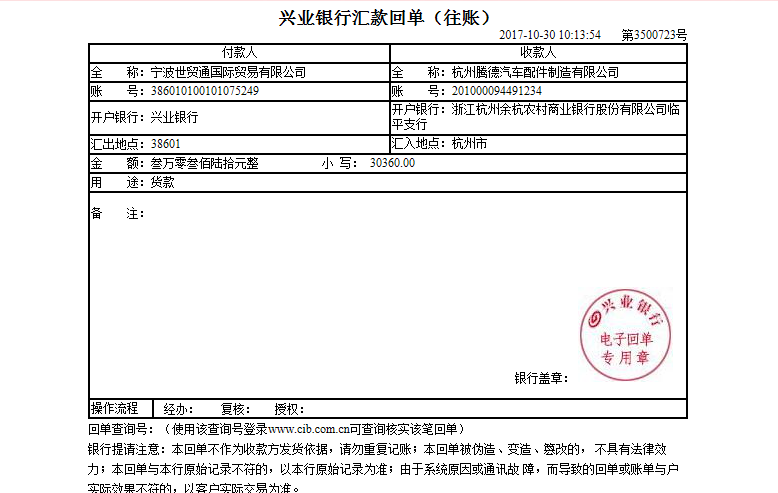 兴业银行汇款回单（往账）
2017-10-30 10:13:54 第3500723号
付款人 收款人
全 称：宁波世贸通国际贸易有限公司 全 称：杭州腾德汽车配件制造有限公司
账 号：386010100101075249 账 号：201000094491234
开户银行：兴业银行 开户银行：浙江杭州余杭农村商业银行股份有限公司临
平支行
汇出地点：38601 汇入地点：杭州市
金 额：叁万零叁佰陆拾元整 小 写： 30360.00
用 途：货款
备 注：
兴业银行
电子回单
专用章
银行盖章：
操作流程 经办： 复核： 授权：
回单查询号：（使用该查询号登录www.cib.com.cn可查询核实该笔回单）
银行提请注意：本回单不作为收款方发货依据，请勿重复记账；本回单被伪造、变造、篡改的， 不具有法律效
力；本回单与本行原始记录不符的，以本行原始记录为准；由于系统原因或通讯故 障，而导致的回单或账单与户
实际效果不符的，以客户实际交易为准。